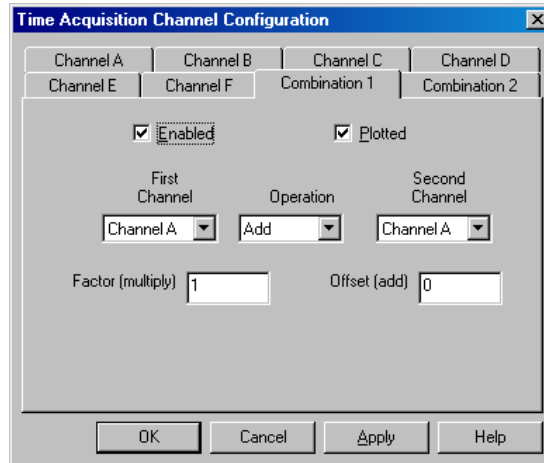 Time Acquisition Channel Configuration
Channel A Channel B Channel C Channel D
Channel E Channel F Combination 1 Combination 2
Enabled Plotted
First Channel Operation Second Channel
Channel A Add Channel A
Factor (multiply) 1 Offset (add) 0
OK Cancel Apply Help